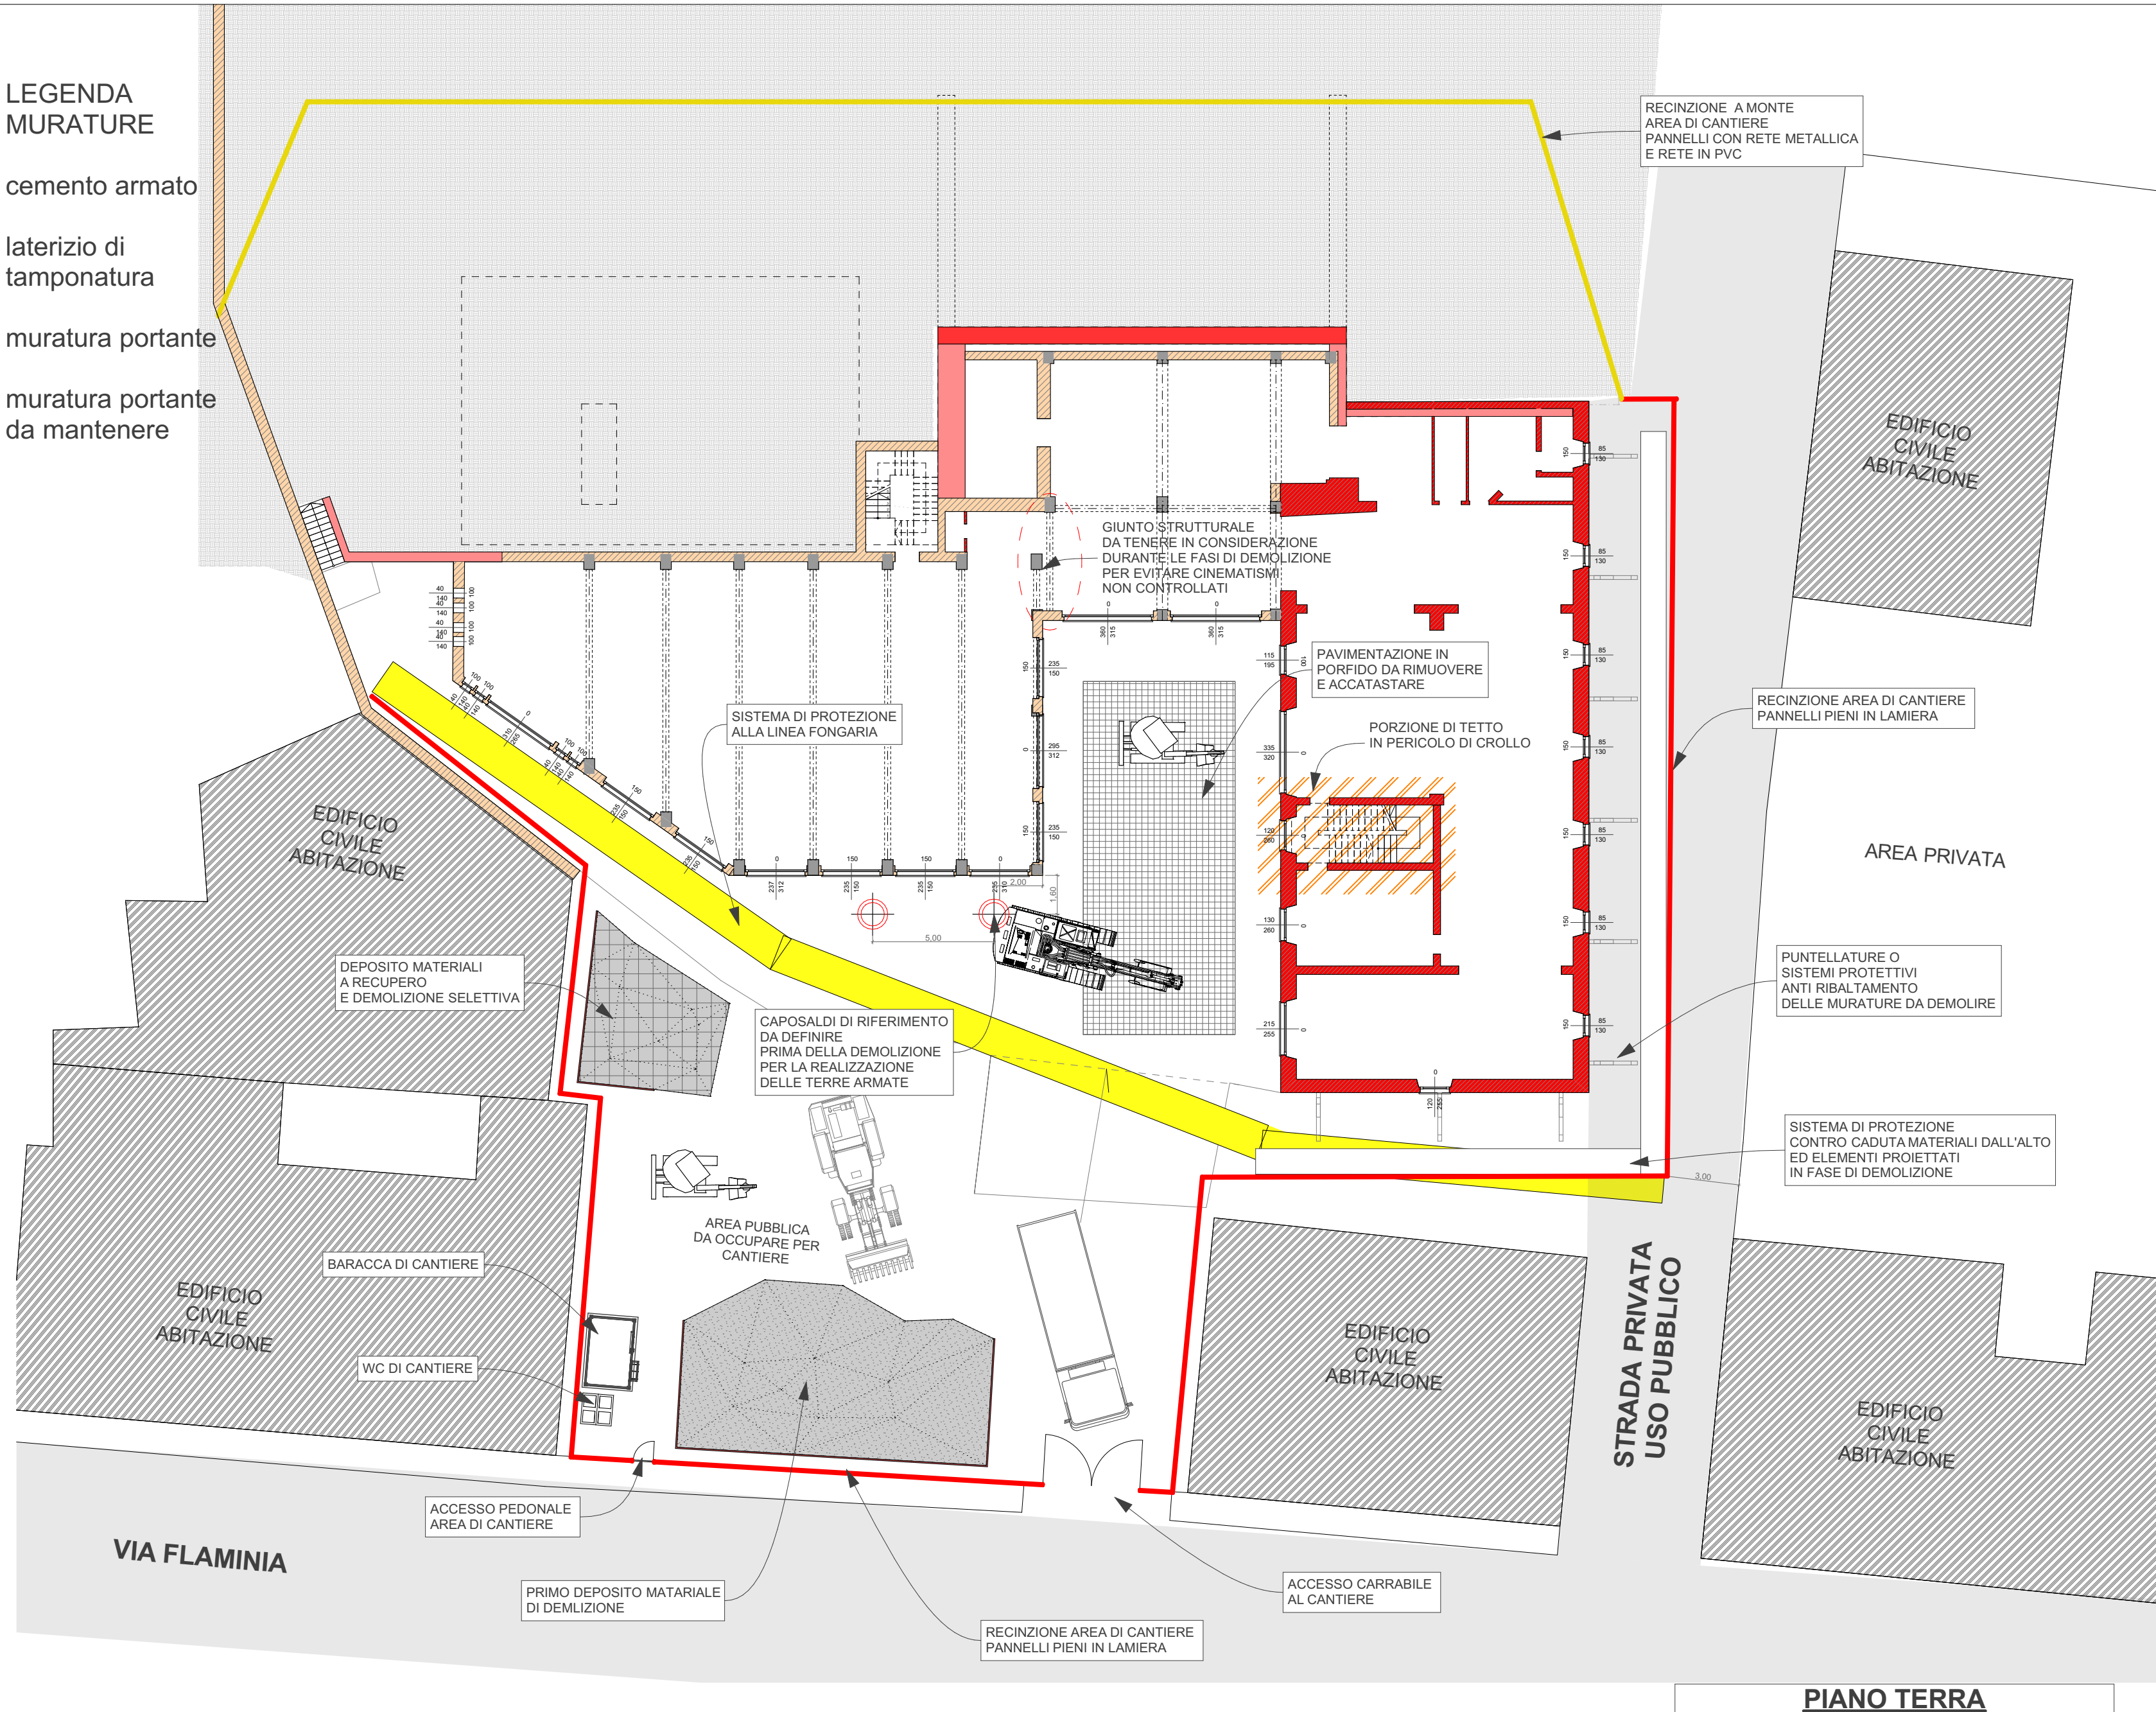 LEGENDA
MURATURE
cemento armato
laterizio di
tamponatura
muratura portante
muratura portante
da mantenere
RECINZIONE A MONTE
AREA DI CANTIERE
PANNELLI CON RETE METALLICA
E RETE IN PVC
EDIFICIO
CIVILE
ABITAZIONE
GIUNTO STRUTTURALE
DA TENERE IN CONSIDERAZIONE
DURANTE LE FASI DI DEMOLIZIONE
PER EVITARE CINEMATISMI
NON CONTROLLATI
PAVIMENTAZIONE IN
PORFIDO DA RIMUOVERE
E ACCATASTARE
RECINZIONE AREA DI CANTIERE
PANNELLI PIENI IN LAMIERA
SISTEMA DI PROTEZIONE
ALLA LINEA FONGARIA
PORZIONE DI TETTO
IN PERICOLO DI CROLLO
EDIFICIO
CIVILE
ABITAZIONE
AREA PRIVATA
2.00
1.60
5.00
DEPOSITO MATERIALI
A RECUPERO
E DEMOLIZIONE SELETTIVA
PUNTELLATURE O
SISTEMI PROTETTIVI
ANTI RIBALTAMENTO
DELLE MURATURE DA DEMOLIRE
CAPOSALDI DI RIFERIMENTO
DA DEFINIRE
PRIMA DELLA DEMOLIZIONE
PER LA REALIZZAZIONE
DELLE TERRE ARMATE
SISTEMA DI PROTEZIONE
CONTRO CADUTA MATERIALI DALL'ALTO
ED ELEMENTI PROIETTATI
IN FASE DI DEMOLIZIONE
3,00
AREA PUBBLICA
DA OCCUPARE PER
CANTIERE
BARACCA DI CANTIERE
EDIFICIO
CIVILE
ABITAZIONE
WC DI CANTIERE
EDIFICIO
CIVILE
ABITAZIONE
STRADA PRIVATA
USO PUBBLICO
EDIFICIO
CIVILE
ABITAZIONE
ACCESSO PEDONALE
AREA DI CANTIERE
VIA FLAMINIA
PRIMO DEPOSITO MATARIALE
DI DEMLIZIONE
ACCESSO CARRABILE
AL CANTIERE
RECINZIONE AREA DI CANTIERE
PANNELLI PIENI IN LAMIERA
PIANO TERRA